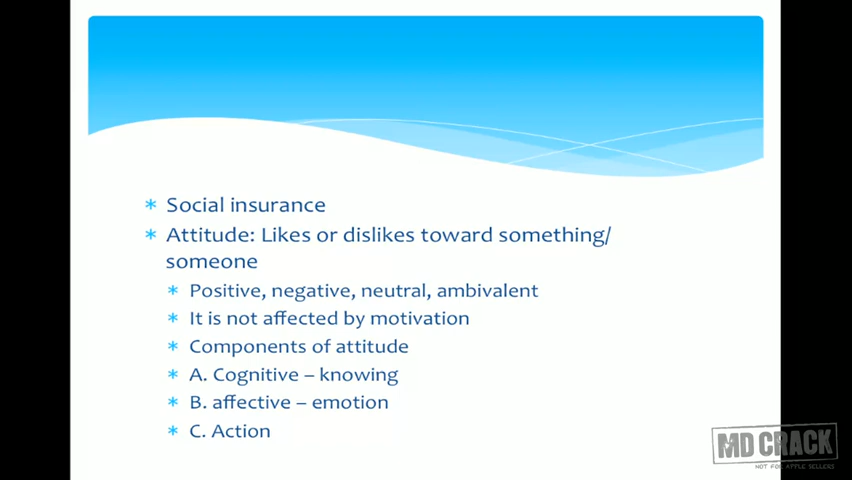 * Social insurance
* Attitude: Likes or dislikes toward something/
someone
* Positive, negative, neutral, ambivalent
* It is not affected by motivation
* Components of attitude
* A. Cognitive – knowing
* B. affective – emotion
* C. Action
MD CRACK
NOT FOR APPLE SELLERS